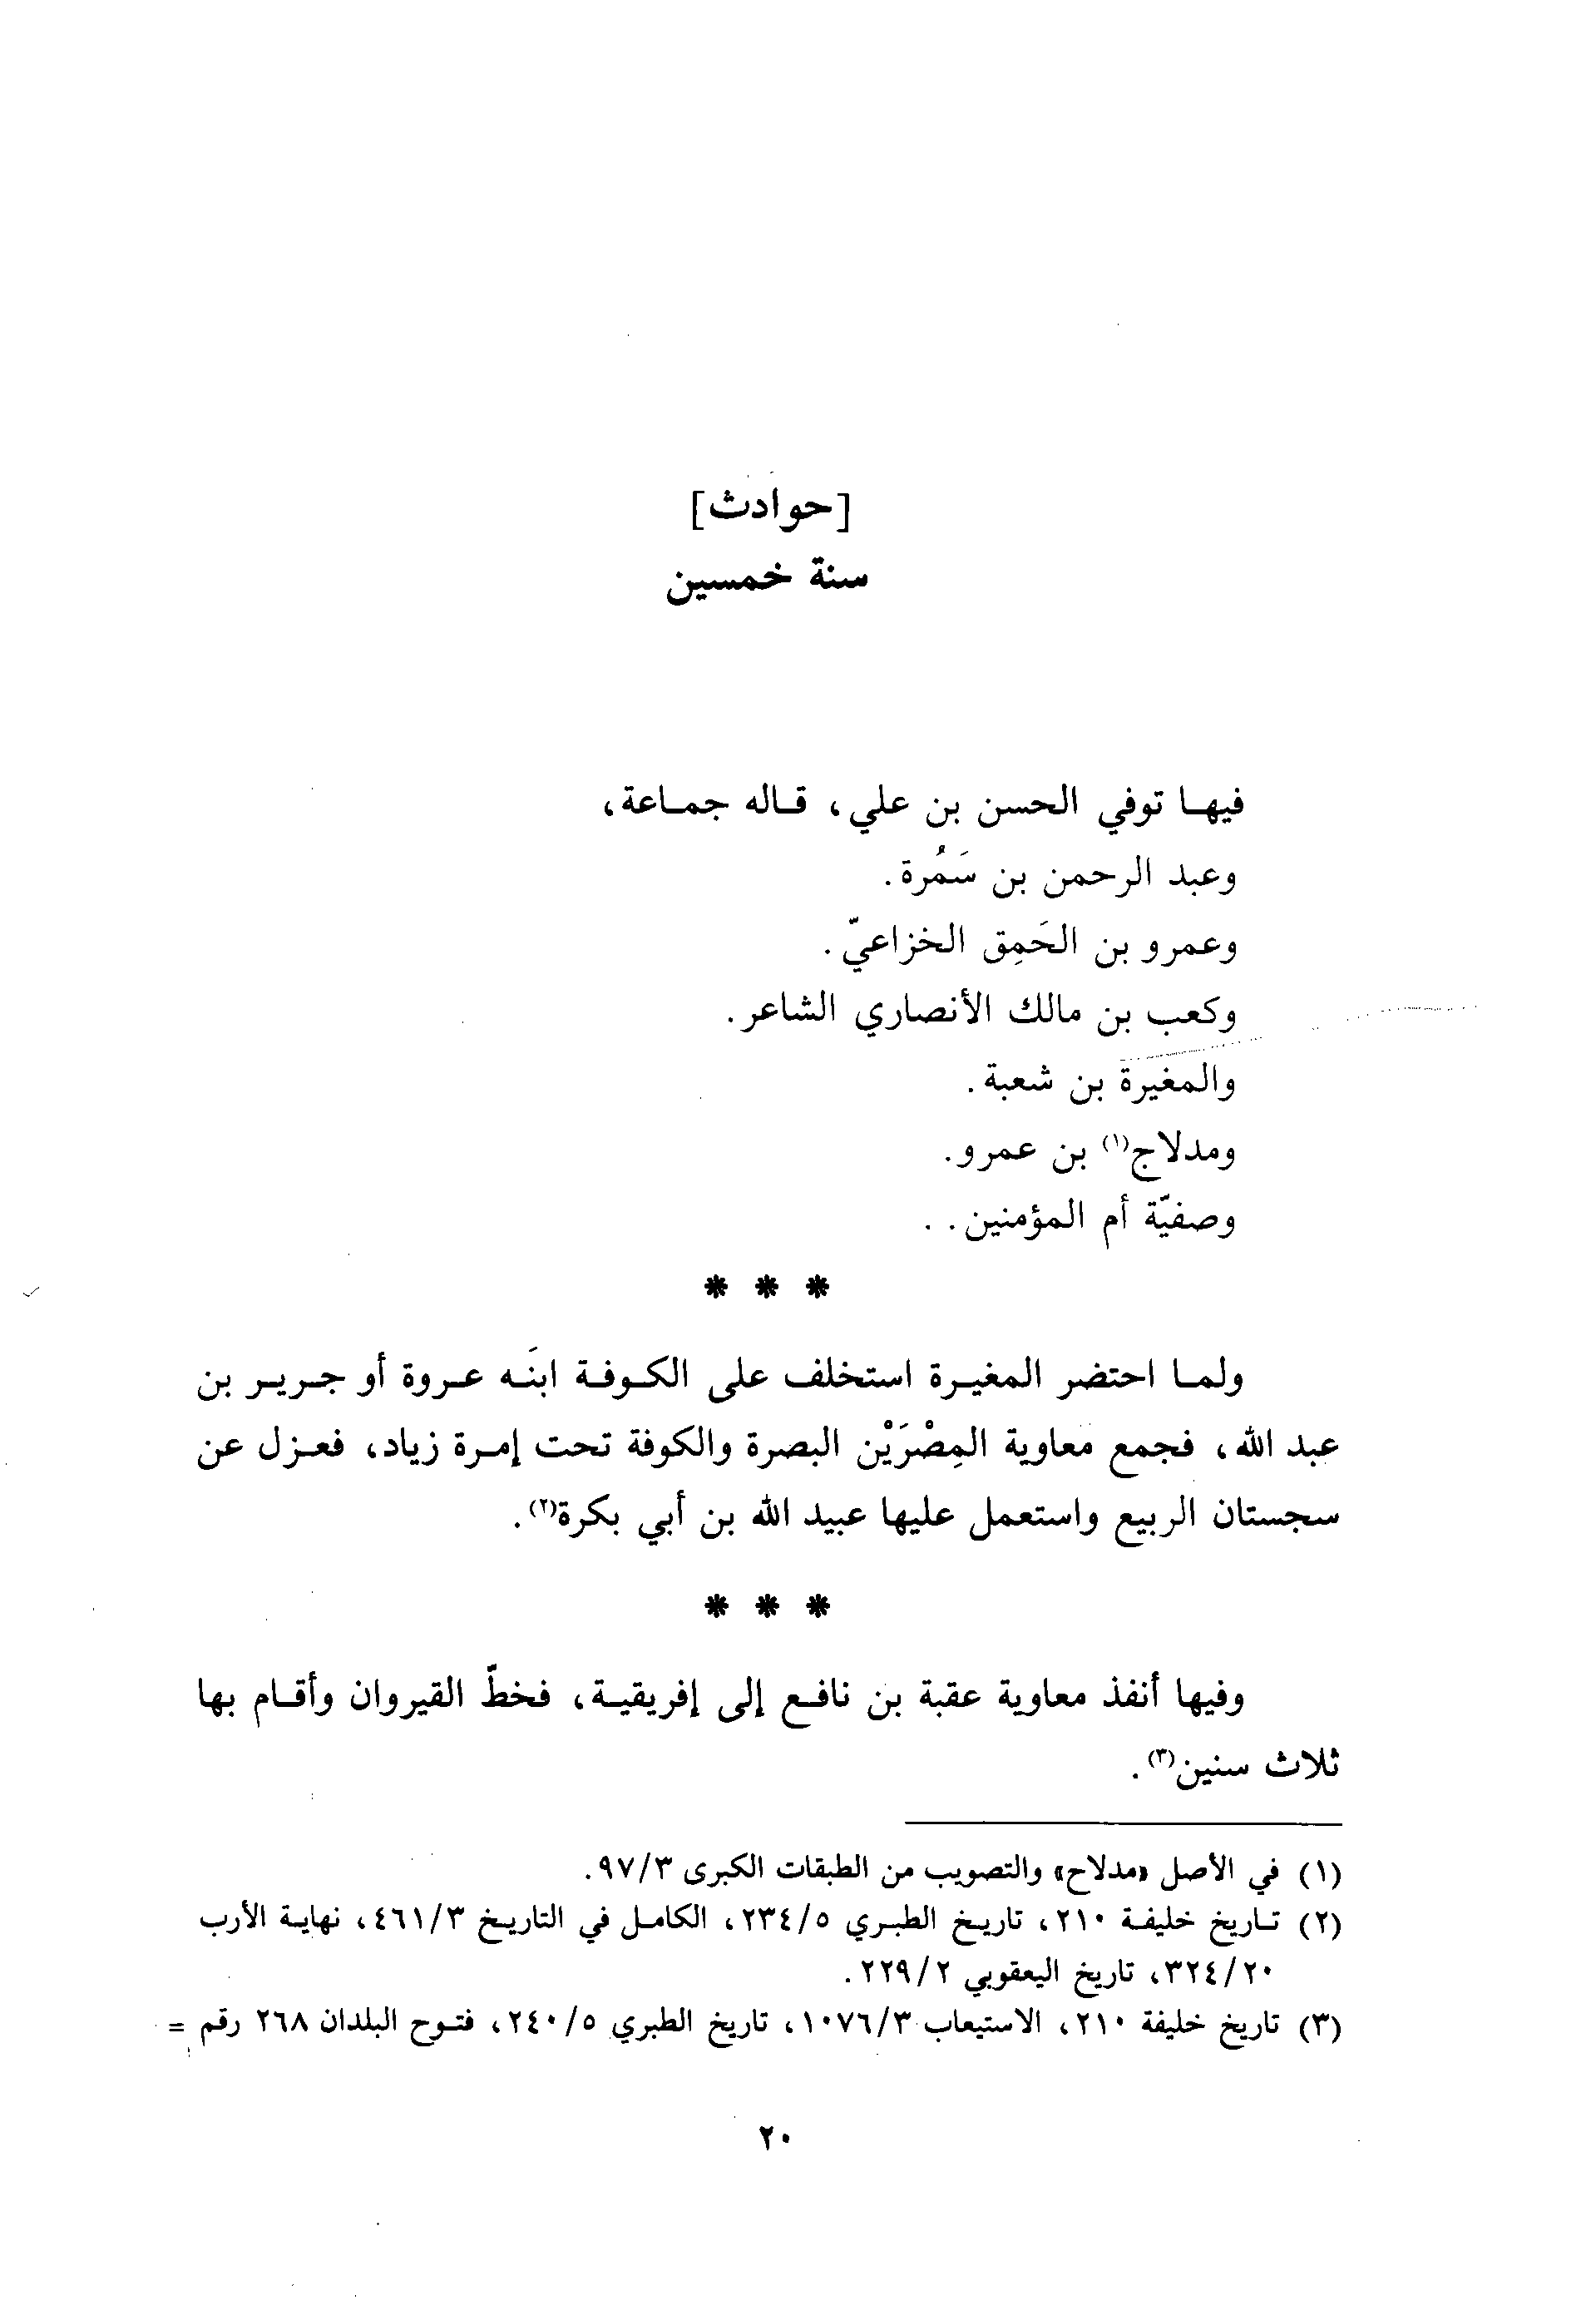 [حوادث]
سنة خمسين
فيها توفي الحسن بن علي، قاله جماعة،
وعبد الرحمن بن سَمُرة.
وعمرو بن الحَمِق الخزاعيّ.
وكعب بن مالك الأنصاري الشاعر.
والمغيرة بن شعبة.
ومدلاج(١) بن عمرو.
وصفيّة أم المؤمنين. .
* * *
ولما احتضر المغيرة استخلف على الكوفة ابنَه عروة أو جرير بن
عبد الله، فجمع معاوية المِصْرَيْن البصرة والكوفة تحت إمرة زياد، فعزل عن
سجستان الربيع واستعمل عليها عبيد الله بن أبي بكرة(٢).
* * *
وفيها أنفذ معاوية عقبة بن نافع إلى إفريقية، فخطّ القيروان وأقام بها
ثلاث سنين(٣).
(١) في الأصل «مدلاح» والتصويب من الطبقات الكبرى ٩٧/٣.
(٢) تاريخ خليفة ٢١٠، تاريخ الطبري ٢٣٤/٥، الكامل في التاريخ ٤٦١/٣، نهاية الأرب
٣٢٤/٢٠، تاريخ اليعقوبي ٢٢٩/٢.
(٣) تاريخ خليفة ٢١٠، الاستيعاب ١٠٧٦/٣، تاريخ الطبري ٢٤٠/٥، فتوح البلدان ٢٦٨ رقم =
٢٠